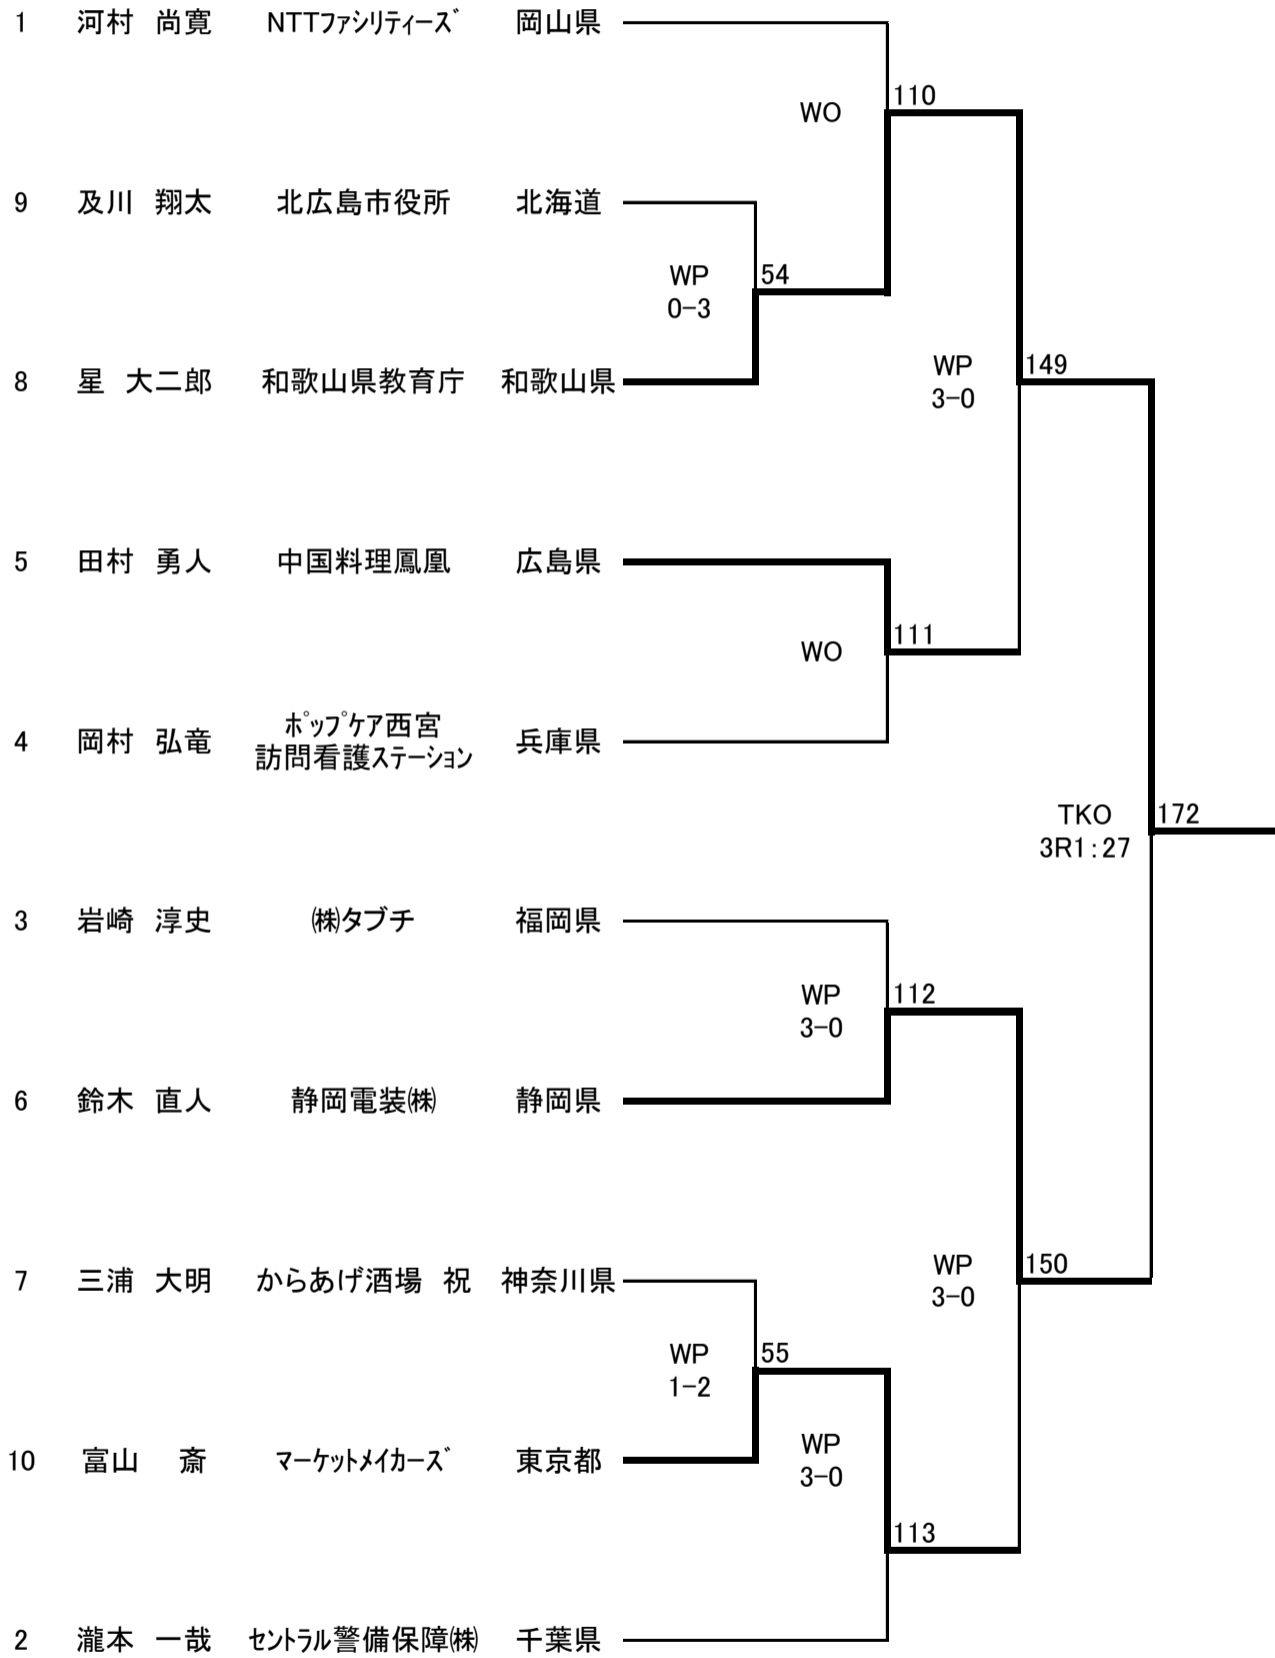 1 河村 尚寛 NTTファシリティーズ 岡山県
110
WO
9 及川 翔太 北広島市役所 北海道
WP 54
0-3
WP 149
3-0
8 星 大二郎 和歌山県教育庁 和歌山県
5 田村 勇人 中国料理鳳凰 広島県
111
WO
ポップケア西宮
4 岡村 弘竜 訪問看護ステーション 兵庫県
TKO 172
3R1:27
3 岩崎 淳史 ㈱タブチ 福岡県
WP 112
3-0
6 鈴木 直人 静岡電装㈱ 静岡県
WP 150
3-0
7 三浦 大明 からあげ酒場 祝 神奈川県
WP 55
1-2
10 富山 斎 マーケットメイカーズ 東京都
WP
3-0
113
2 瀧本 一哉 セントラル警備保障㈱ 千葉県